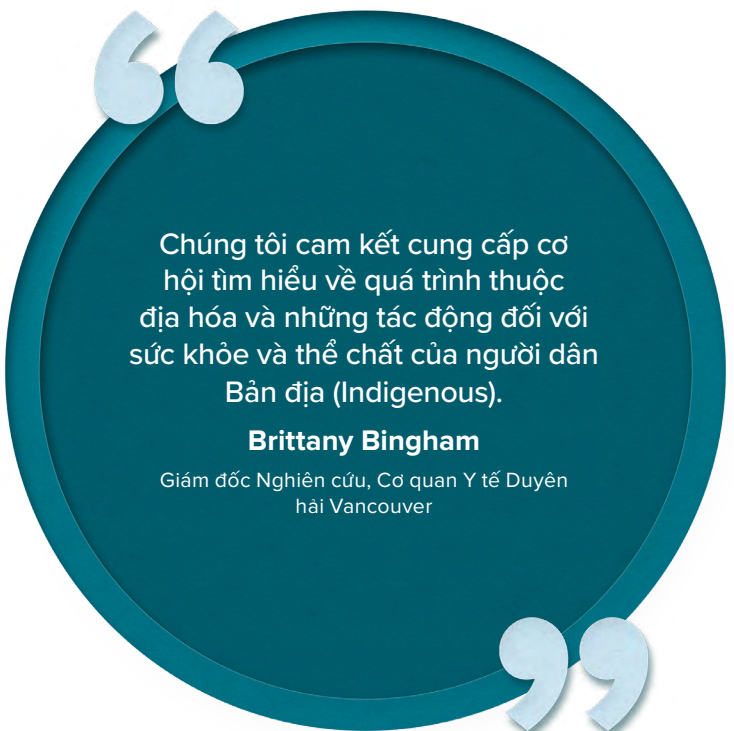 Chúng tôi cam kết cung cấp cơ
hội tìm hiểu về quá trình thuộc
địa hóa và những tác động đối với
sức khỏe và thể chất của người dân
Bản địa (Indigenous).
Brittany Bingham
Giám đốc Nghiên cứu, Cơ quan Y tế Duyên
hải Vancouver